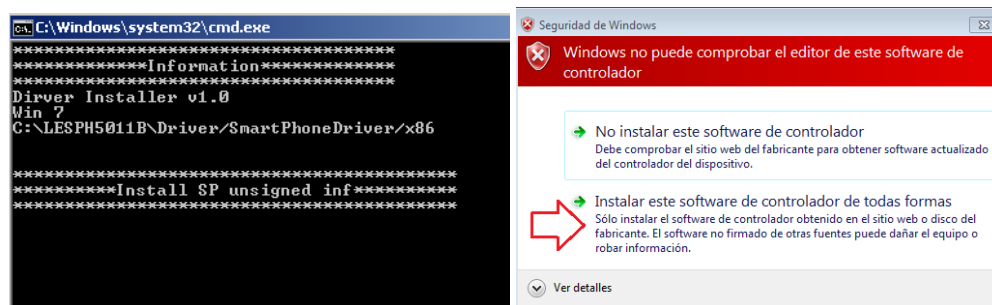 C:\Windows\system32\cmd.exe
************************************
*************Information*************
************************************
Dirver Installer v1.0
Win 7
C:\LESPH5011B\Driver/SmartPhoneDriver/x86
******************************************
**********Install SP unsigned inf**********
******************************************
Seguridad de Windows
Windows no puede comprobar el editor de este software de
controlador
No instalar este software de controlador
Debe comprobar el sitio web del fabricante para obtener software actualizado
del controlador del dispositivo.
Instalar este software de controlador de todas formas
Sólo instalar el software de controlador obtenido en el sitio web o disco del
fabricante. El software no firmado de otras fuentes puede dañar el equipo o
robar información.
Ver detalles